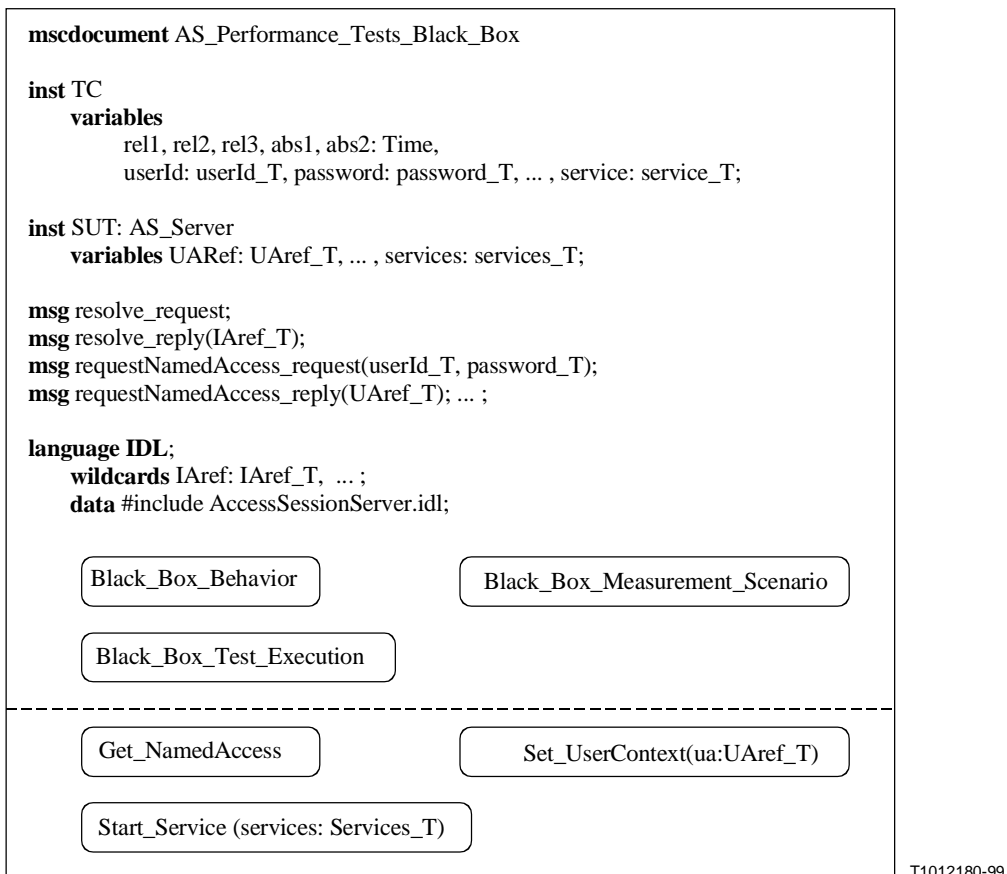 mscdocument AS_Performance_Tests_Black_Box
inst TC
variables
rel1, rel2, rel3, abs1, abs2: Time,
userId: userId_T, password: password_T, ... , service: service_T;
inst SUT: AS_Server
variables UARef: UAref_T, ... , services: services_T;
msg resolve_request;
msg resolve_reply(IAref_T);
msg requestNamedAccess_request(userId_T, password_T);
msg requestNamedAccess_reply(UAref_T); ... ;
language IDL;
wildcards IAref: IAref_T, ... ;
data #include AccessSessionServer.idl;
Black_Box_Behavior
Black_Box_Measurement_Scenario
Black_Box_Test_Execution
Get_NamedAccess
Set_UserContext(ua:UAref_T)
Start_Service (services: Services_T)
T1012180-99